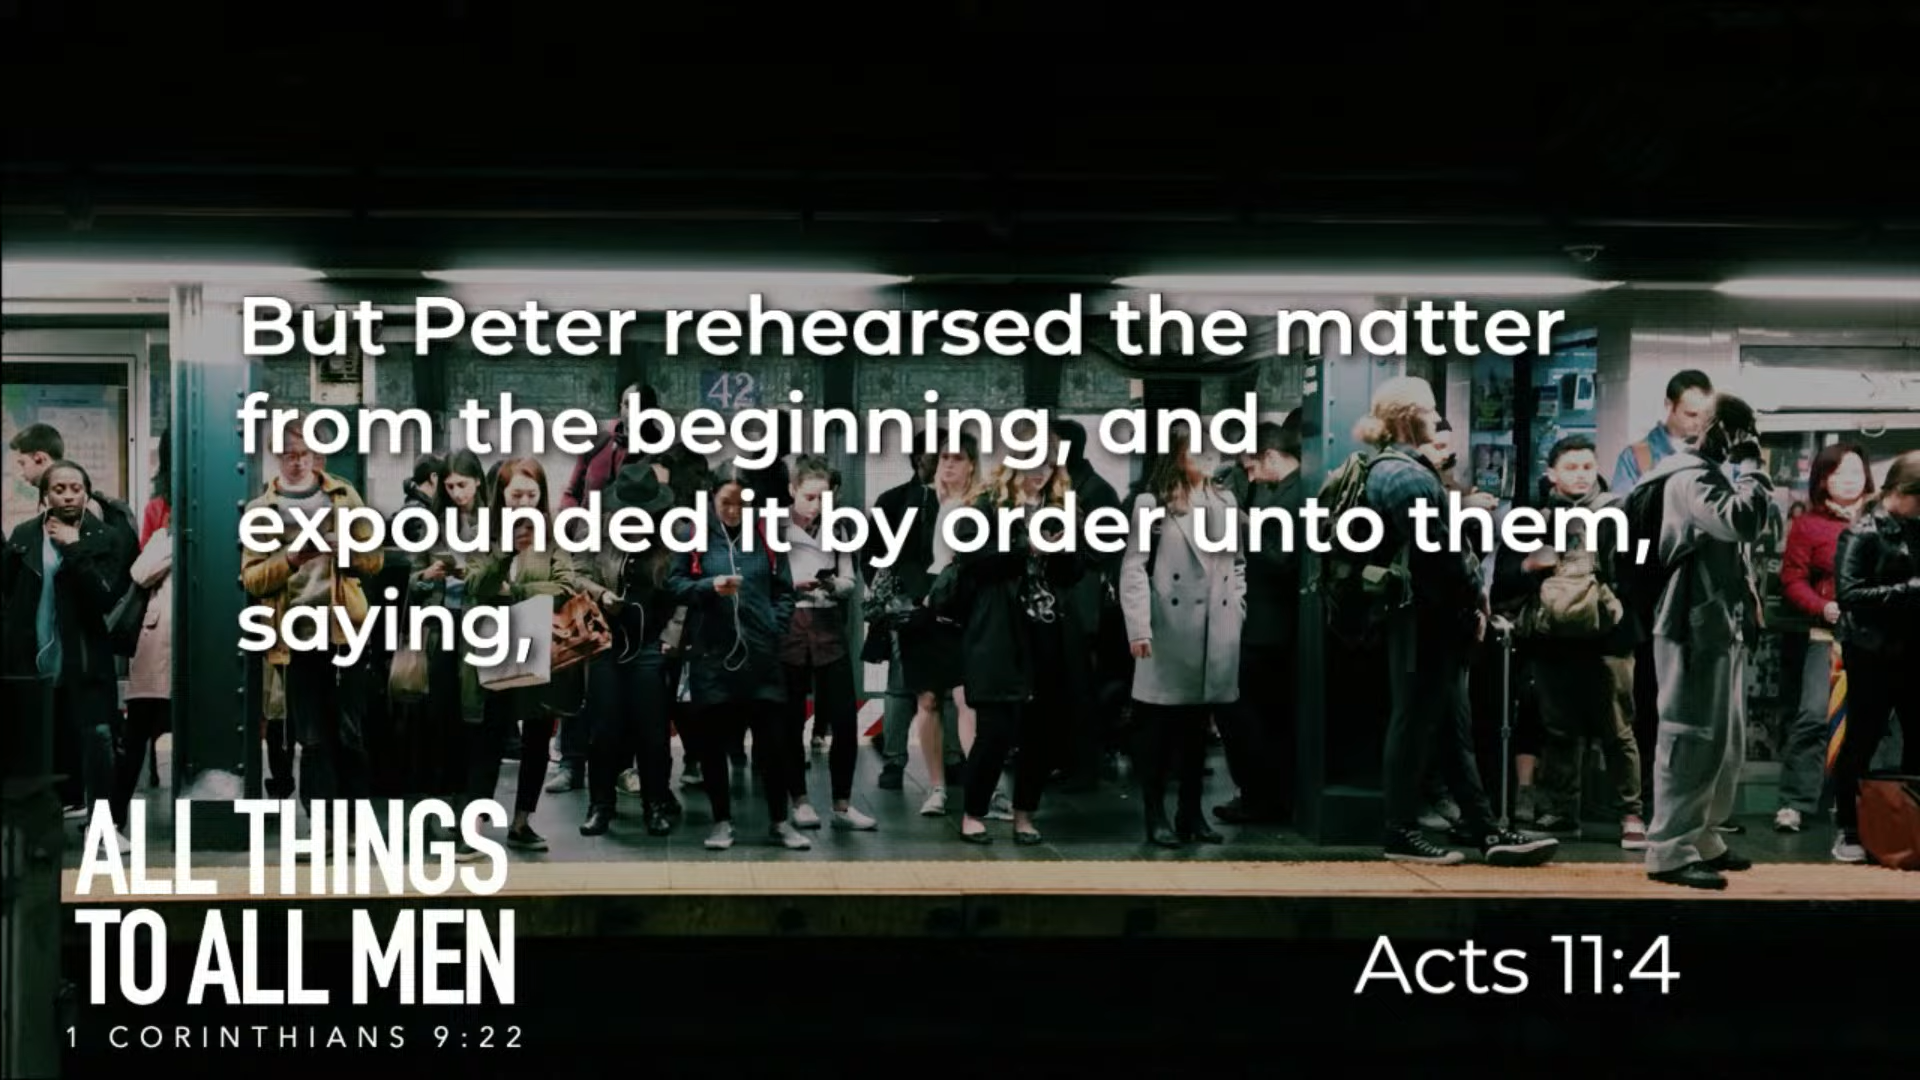 But Peter rehearsed the matter
from the beginning, and
expounded it by order unto them,
saying,
42
ALL THINGS
TO ALL MEN
1 CORINTHIANS 9:22
Acts 11:4